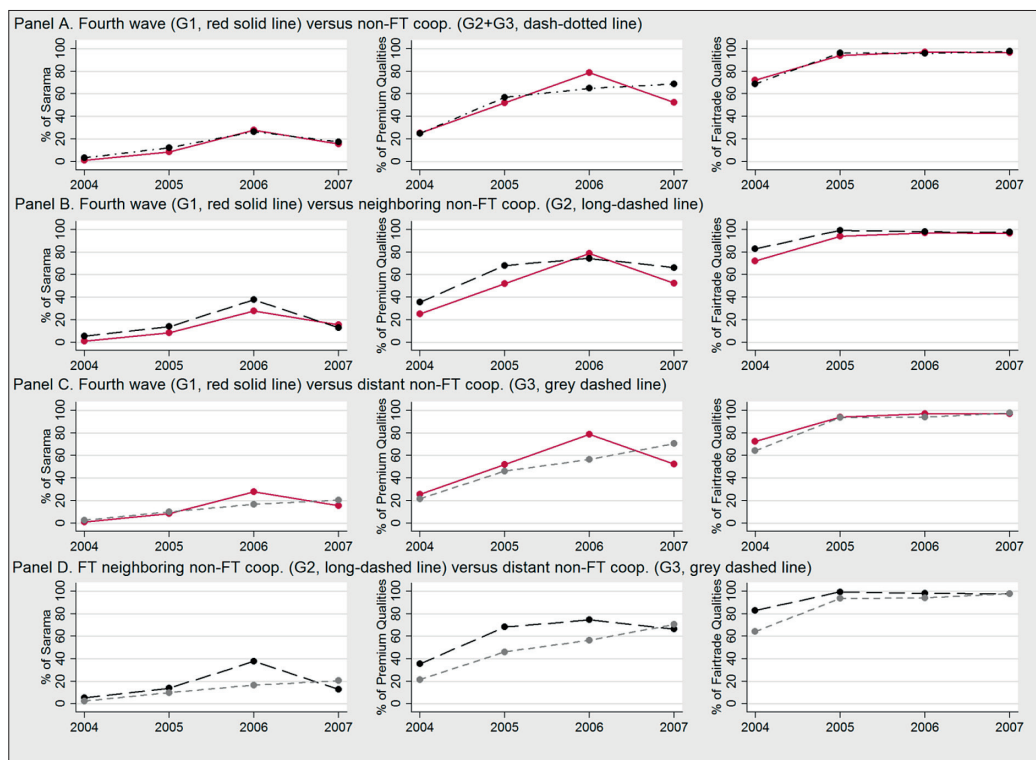 Panel A. Fourth wave (G1, red solid line) versus non-FT coop. (G2+G3, dash-dotted line)
% of Sarama
0 20 40 60 80 100
2004 2005 2006 2007
% of Premium Qualities
0 20 40 60 80 100
2004 2005 2006 2007
% of Fairtrade Qualities
0 20 40 60 80 100
2004 2005 2006 2007
Panel B. Fourth wave (G1, red solid line) versus neighboring non-FT coop. (G2, long-dashed line)
% of Sarama
0 20 40 60 80 100
2004 2005 2006 2007
% of Premium Qualities
0 20 40 60 80 100
2004 2005 2006 2007
% of Fairtrade Qualities
0 20 40 60 80 100
2004 2005 2006 2007
Panel C. Fourth wave (G1, red solid line) versus distant non-FT coop. (G3, grey dashed line)
% of Sarama
0 20 40 60 80 100
2004 2005 2006 2007
% of Premium Qualities
0 20 40 60 80 100
2004 2005 2006 2007
% of Fairtrade Qualities
0 20 40 60 80 100
2004 2005 2006 2007
Panel D. FT neighboring non-FT coop. (G2, long-dashed line) versus distant non-FT coop. (G3, grey dashed line)
% of Sarama
0 20 40 60 80 100
2004 2005 2006 2007
% of Premium Qualities
0 20 40 60 80 100
2004 2005 2006 2007
% of Fairtrade Qualities
0 20 40 60 80 100
2004 2005 2006 2007